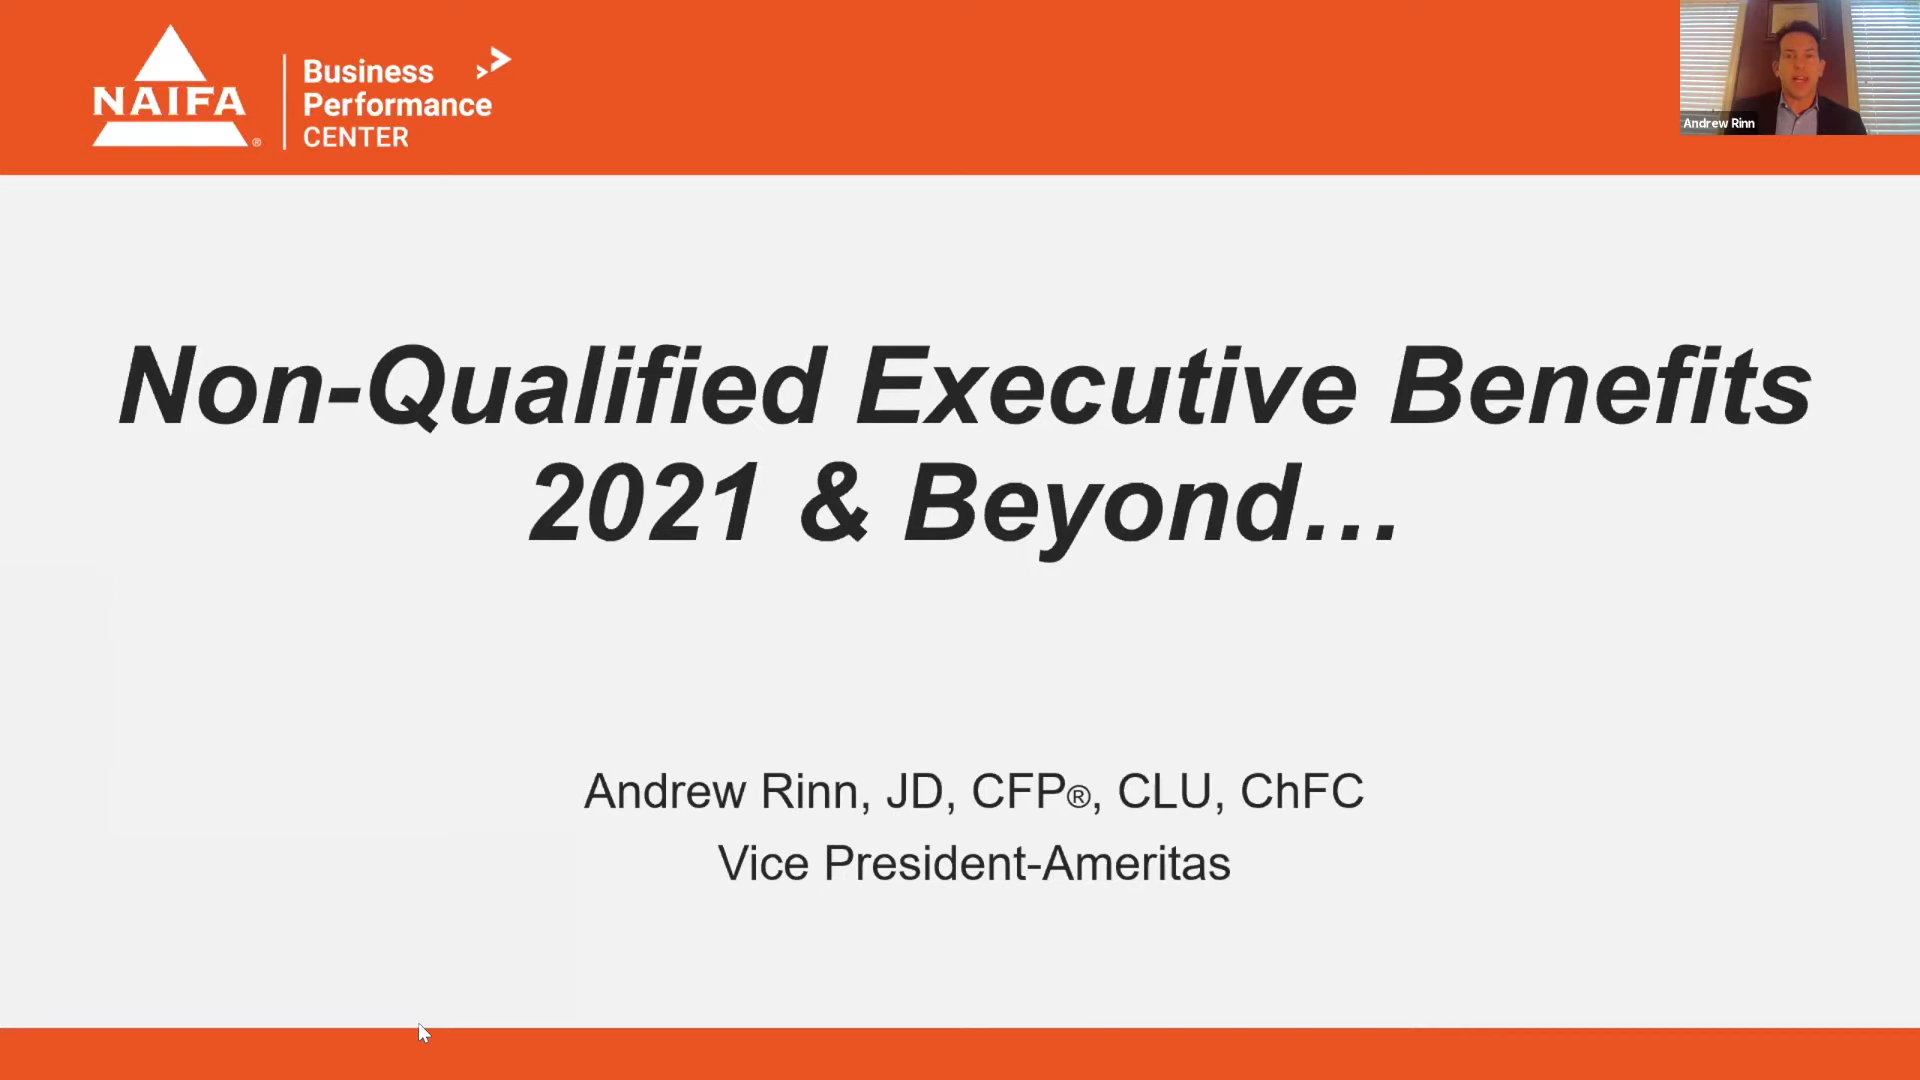 NAIFA®
Business
Performance
CENTER
Andrew Rinn
Non-Qualified Executive Benefits
2021 & Beyond…
Andrew Rinn, JD, CFP®, CLU, ChFC
Vice President-Ameritas